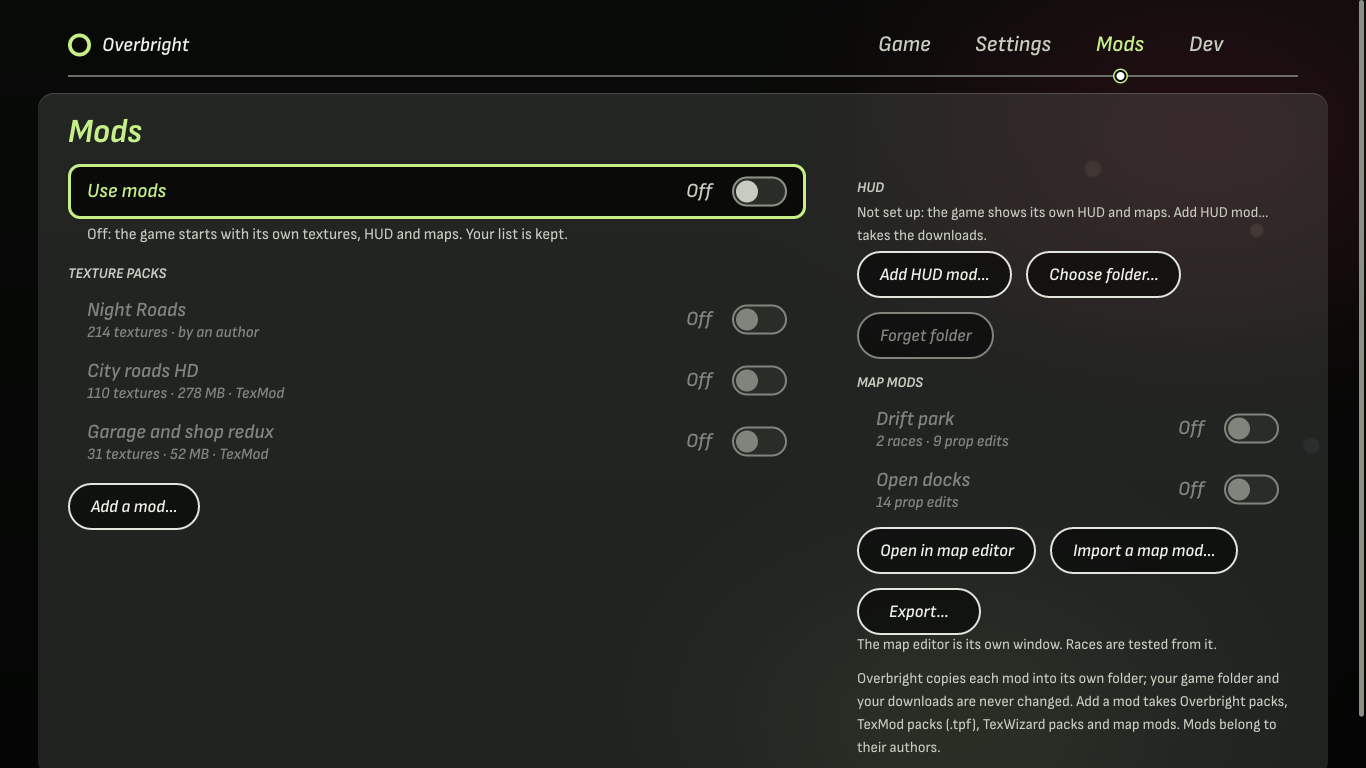 Overbright
Game
Settings
Mods
Dev
Mods
Use mods
Off
Off: the game starts with its own textures, HUD and maps. Your list is kept.
TEXTURE PACKS
Night Roads
214 textures · by an author
Off
City roads HD
110 textures · 278 MB · TexMod
Off
Garage and shop redux
31 textures · 52 MB · TexMod
Off
Add a mod...
HUD
Not set up: the game shows its own HUD and maps. Add HUD mod...
takes the downloads.
Add HUD mod...
Choose folder...
Forget folder
MAP MODS
Drift park
2 races · 9 prop edits
Off
Open docks
14 prop edits
Off
Open in map editor
Import a map mod...
Export...
The map editor is its own window. Races are tested from it.
Overbright copies each mod into its own folder; your game folder and
your downloads are never changed. Add a mod takes Overbright packs,
TexMod packs (.tpf), TexWizard packs and map mods. Mods belong to
their authors.